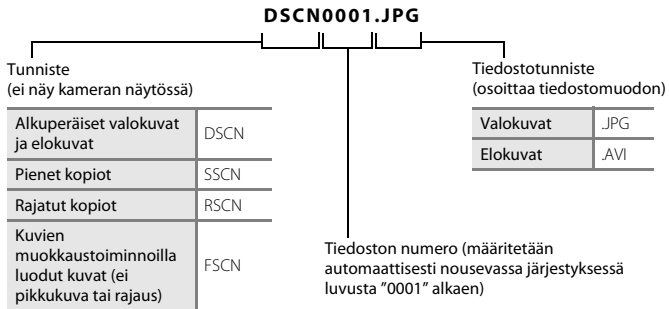 DSCN0001.JPG
Tunniste
(ei näy kameran näytössä)
Alkuperäiset valokuvat
ja elokuvat
DSCN
Pienet kopiot
SSCN
Rajatut kopiot
RSCN
Kuvien
muokkaustoiminnoilla
luodut kuvat (ei
pikkukuva tai rajaus)
FSCN
Tiedoston numero (määritetään
automaattisesti nousevassa järjestyksessä
luvusta ”0001” alkaen)
Tiedostotunniste
(osoittaa tiedostomuodon)
Valokuvat
.JPG
Elokuvat
.AVI